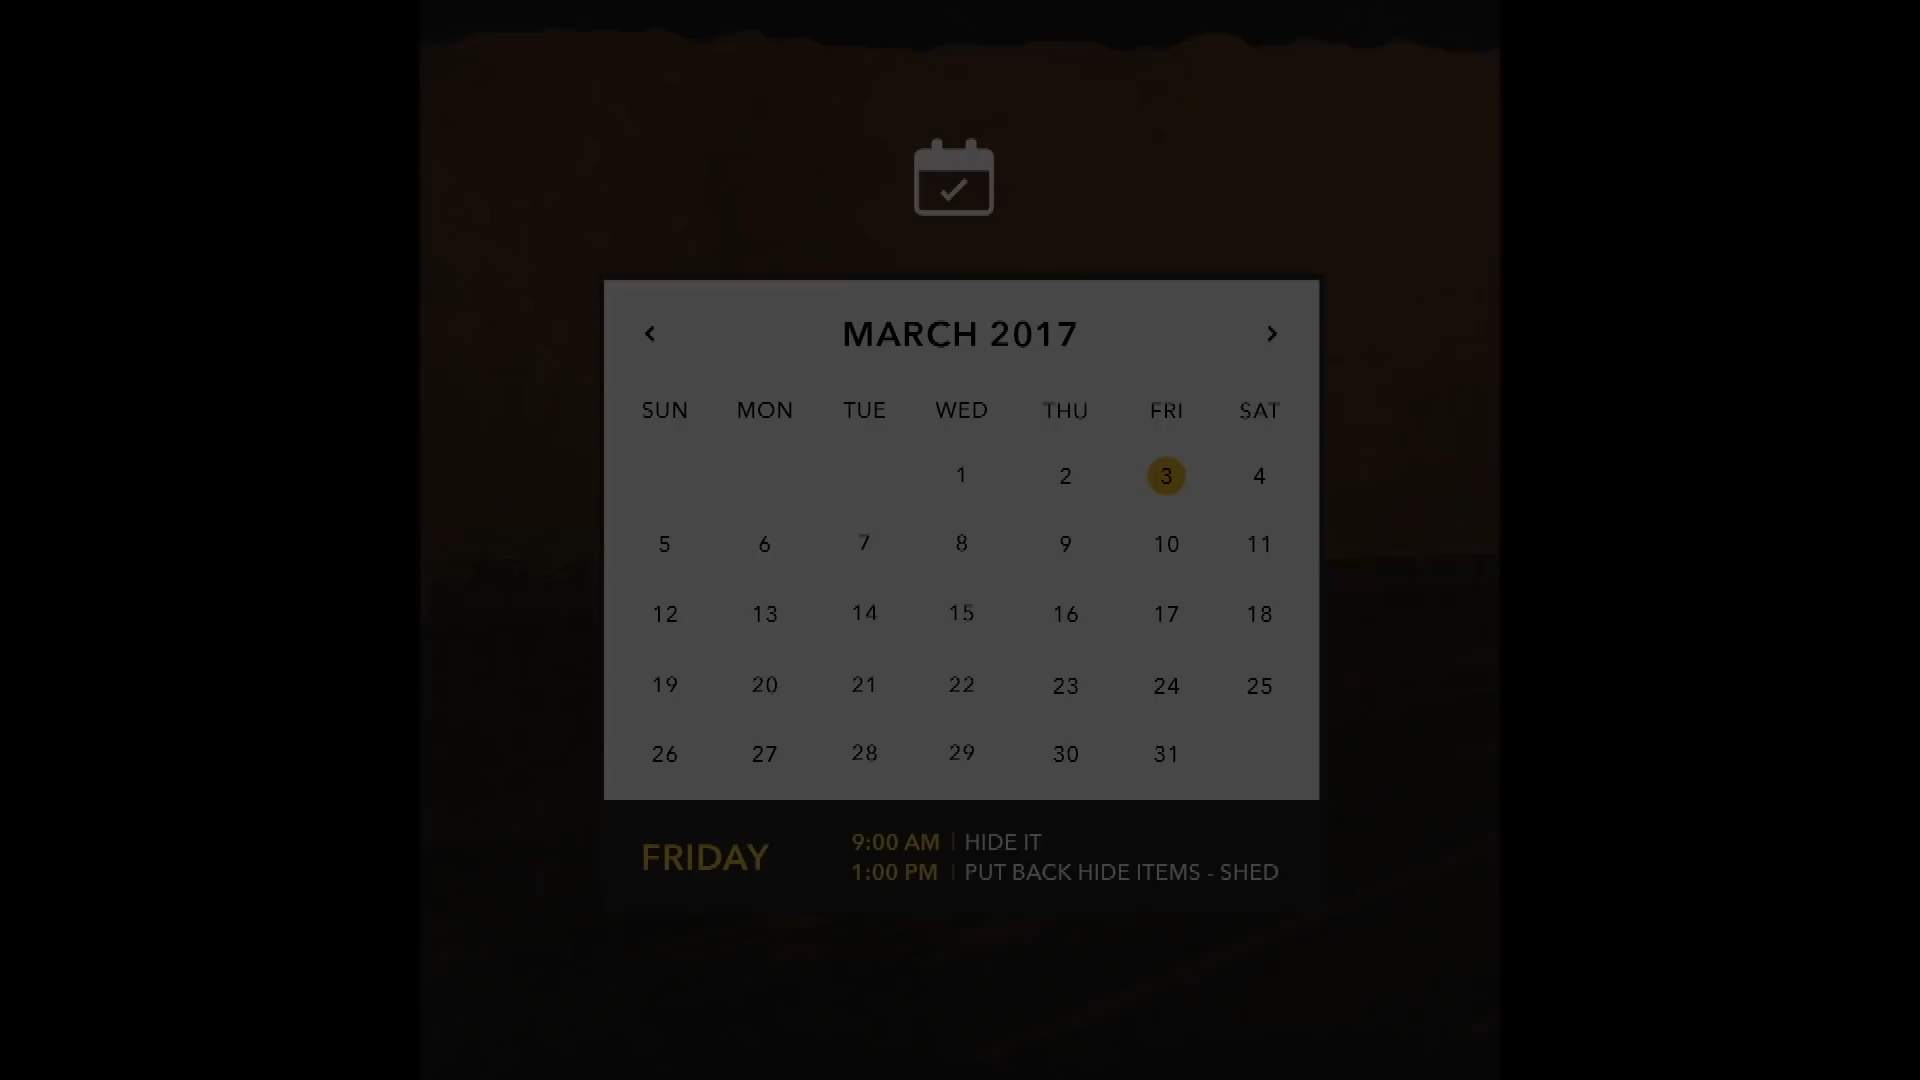 MARCH 2017
SUN MON TUE WED THU FRI SAT
1 2 3 4
5 6 7 8 9 10 11
12 13 14 15 16 17 18
19 20 21 22 23 24 25
26 27 28 29 30 31
FRIDAY
9:00 AM | HIDE IT
1:00 PM | PUT BACK HIDE ITEMS - SHED